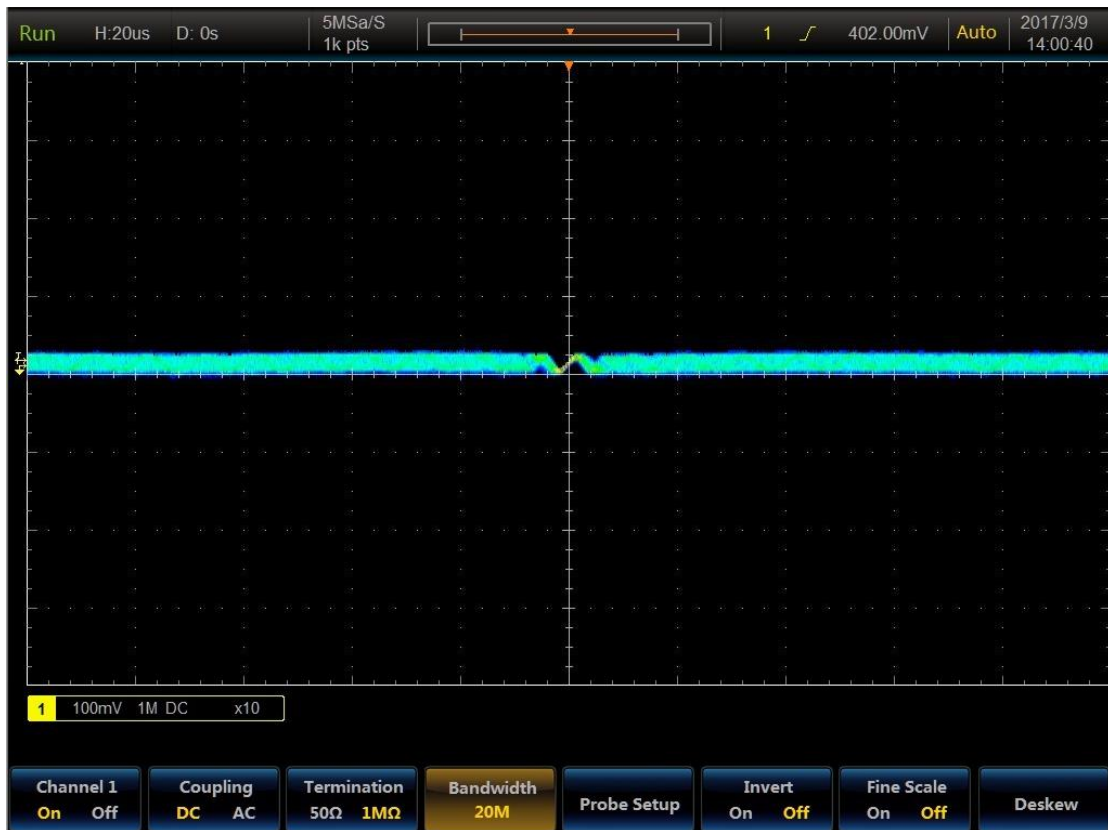 Run H:20us D: 0s 5MSa/S 1 402.00mV Auto 2017/3/9
1k pts 14:00:40
1 100mV 1M DC x10
Channel 1 Coupling Termination Bandwidth Probe Setup Invert Fine Scale Deskew
On Off DC AC 50Ω 1MΩ 20M On Off On Off